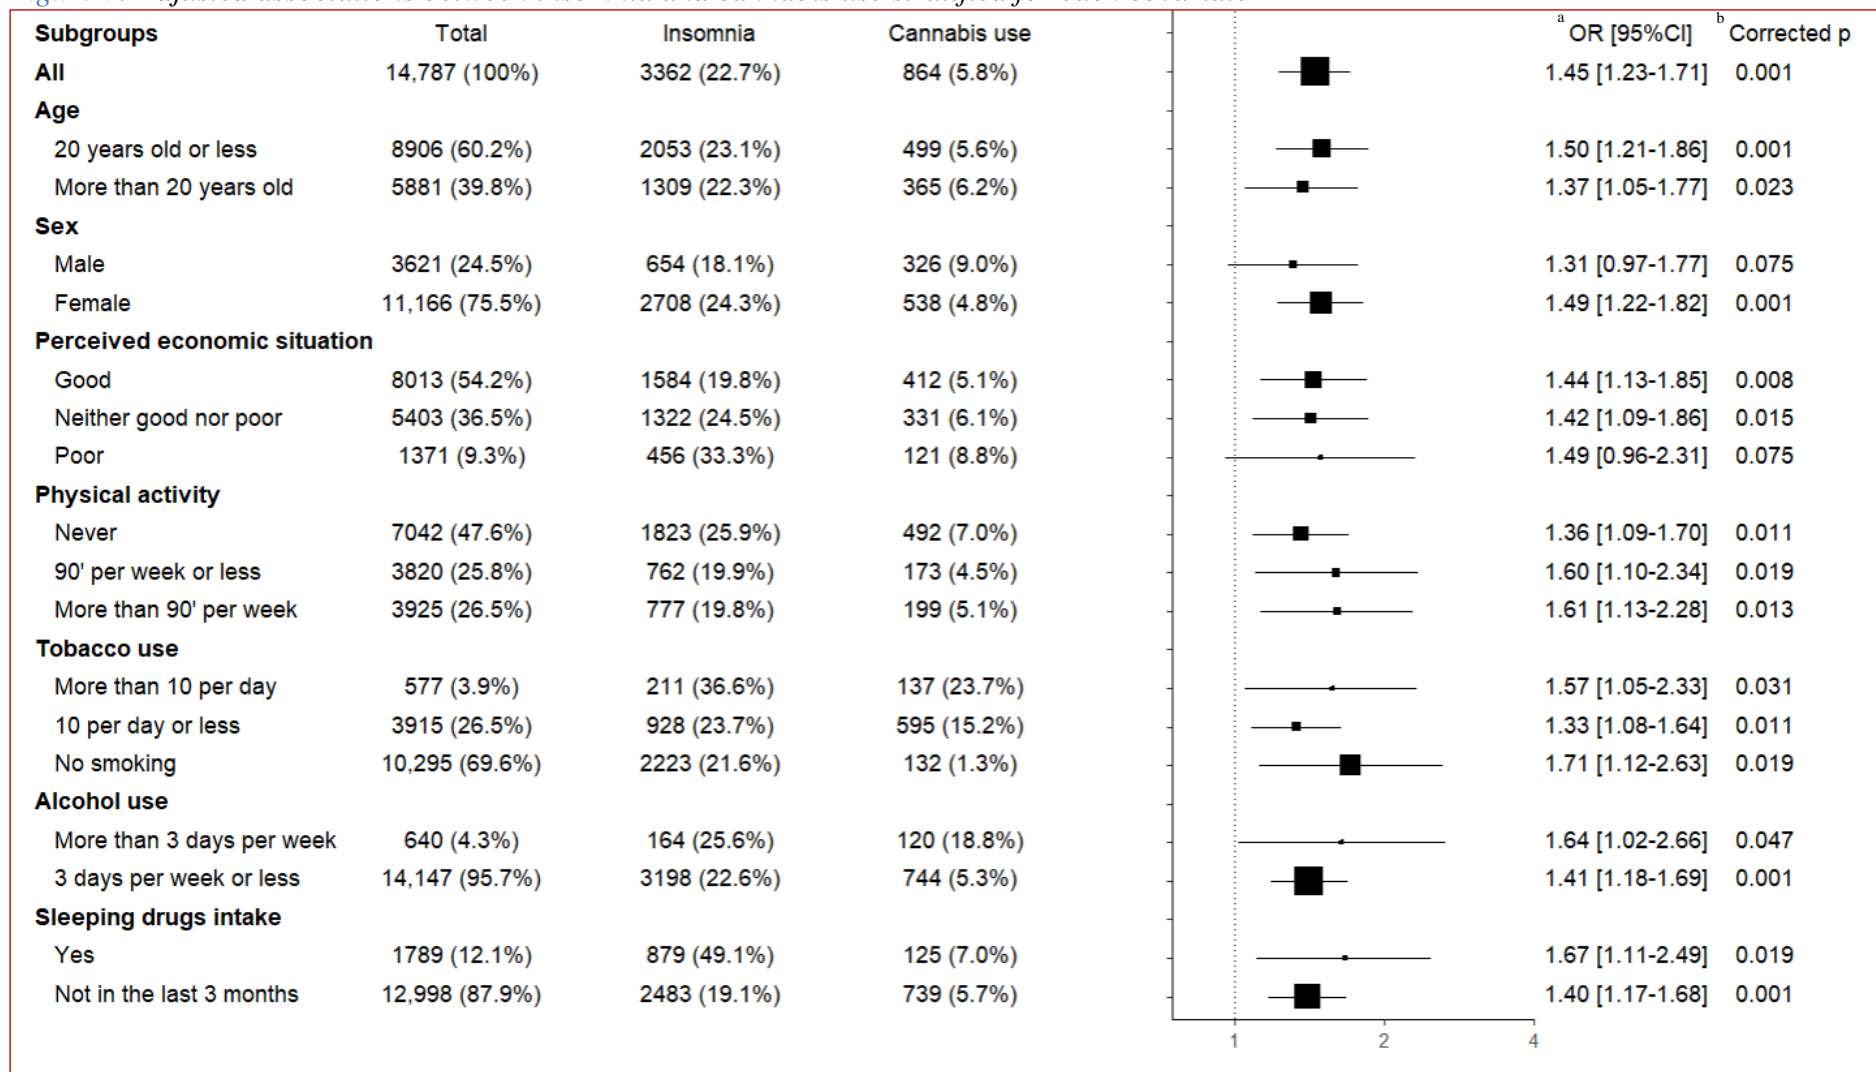 Subgroups Total Insomnia Cannabis use a OR [95%CI] b Corrected p
All 14,787 (100%) 3362 (22.7%) 864 (5.8%) 1.45 [1.23-1.71] 0.001
Age
20 years old or less 8906 (60.2%) 2053 (23.1%) 499 (5.6%) 1.50 [1.21-1.86] 0.001
More than 20 years old 5881 (39.8%) 1309 (22.3%) 365 (6.2%) 1.37 [1.05-1.77] 0.023
Sex
Male 3621 (24.5%) 654 (18.1%) 326 (9.0%) 1.31 [0.97-1.77] 0.075
Female 11,166 (75.5%) 2708 (24.3%) 538 (4.8%) 1.49 [1.22-1.82] 0.001
Perceived economic situation
Good 8013 (54.2%) 1584 (19.8%) 412 (5.1%) 1.44 [1.13-1.85] 0.008
Neither good nor poor 5403 (36.5%) 1322 (24.5%) 331 (6.1%) 1.42 [1.09-1.86] 0.015
Poor 1371 (9.3%) 456 (33.3%) 121 (8.8%) 1.49 [0.96-2.31] 0.075
Physical activity
Never 7042 (47.6%) 1823 (25.9%) 492 (7.0%) 1.36 [1.09-1.70] 0.011
90' per week or less 3820 (25.8%) 762 (19.9%) 173 (4.5%) 1.60 [1.10-2.34] 0.019
More than 90' per week 3925 (26.5%) 777 (19.8%) 199 (5.1%) 1.61 [1.13-2.28] 0.013
Tobacco use
More than 10 per day 577 (3.9%) 211 (36.6%) 137 (23.7%) 1.57 [1.05-2.33] 0.031
10 per day or less 3915 (26.5%) 928 (23.7%) 595 (15.2%) 1.33 [1.08-1.64] 0.011
No smoking 10,295 (69.6%) 2223 (21.6%) 132 (1.3%) 1.71 [1.12-2.63] 0.019
Alcohol use
More than 3 days per week 640 (4.3%) 164 (25.6%) 120 (18.8%) 1.64 [1.02-2.66] 0.047
3 days per week or less 14,147 (95.7%) 3198 (22.6%) 744 (5.3%) 1.41 [1.18-1.69] 0.001
Sleeping drugs intake
Yes 1789 (12.1%) 879 (49.1%) 125 (7.0%) 1.67 [1.11-2.49] 0.019
Not in the last 3 months 12,998 (87.9%) 2483 (19.1%) 739 (5.7%) 1.40 [1.17-1.68] 0.001
1 2 4